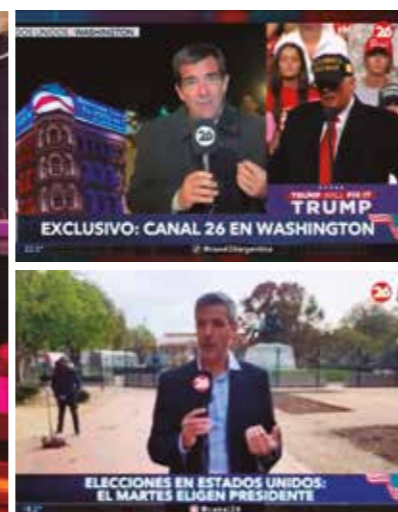 ESTADOS UNIDOS, WASHINGTON
26
26
TRUMP WILL FIX IT
TRUMP
EXCLUSIVO: CANAL 26 EN WASHINGTON
26
26
ELECCIONES EN ESTADOS UNIDOS:
EL MARTES ELIGEN PRESIDENTE